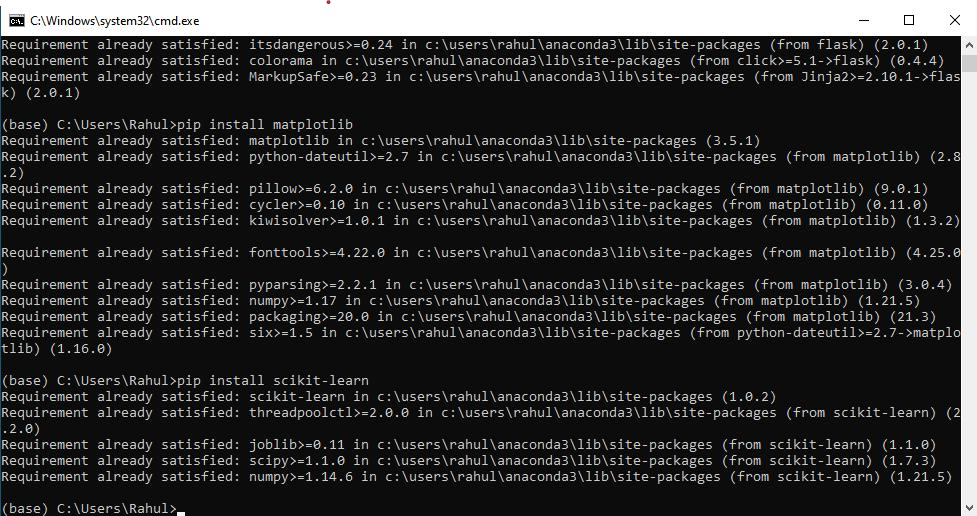 C:\Windows\system32\cmd.exe
Requirement already satisfied: itsdangerous>=0.24 in c:\users\rahul\anaconda3\lib\site-packages (from flask) (2.0.1)
Requirement already satisfied: colorama in c:\users\rahul\anaconda3\lib\site-packages (from click>=5.1->flask) (0.4.4)
Requirement already satisfied: MarkupSafe>=0.23 in c:\users\rahul\anaconda3\lib\site-packages (from Jinja2>=2.10.1->flas
k) (2.0.1)
(base) C:\Users\Rahul>pip install matplotlib
Requirement already satisfied: matplotlib in c:\users\rahul\anaconda3\lib\site-packages (3.5.1)
Requirement already satisfied: python-dateutil>=2.7 in c:\users\rahul\anaconda3\lib\site-packages (from matplotlib) (2.8
.2)
Requirement already satisfied: pillow>=6.2.0 in c:\users\rahul\anaconda3\lib\site-packages (from matplotlib) (9.0.1)
Requirement already satisfied: cycler>=0.10 in c:\users\rahul\anaconda3\lib\site-packages (from matplotlib) (0.11.0)
Requirement already satisfied: kiwisolver>=1.0.1 in c:\users\rahul\anaconda3\lib\site-packages (from matplotlib) (1.3.2)
Requirement already satisfied: fonttools>=4.22.0 in c:\users\rahul\anaconda3\lib\site-packages (from matplotlib) (4.25.0
)
Requirement already satisfied: pyparsing>=2.2.1 in c:\users\rahul\anaconda3\lib\site-packages (from matplotlib) (3.0.4)
Requirement already satisfied: numpy>=1.17 in c:\users\rahul\anaconda3\lib\site-packages (from matplotlib) (1.21.5)
Requirement already satisfied: packaging>=20.0 in c:\users\rahul\anaconda3\lib\site-packages (from matplotlib) (21.3)
Requirement already satisfied: six>=1.5 in c:\users\rahul\anaconda3\lib\site-packages (from python-dateutil>=2.7->matplo
tlib) (1.16.0)
(base) C:\Users\Rahul>pip install scikit-learn
Requirement already satisfied: scikit-learn in c:\users\rahul\anaconda3\lib\site-packages (1.0.2)
Requirement already satisfied: threadpoolctl>=2.0.0 in c:\users\rahul\anaconda3\lib\site-packages (from scikit-learn) (2
.2.0)
Requirement already satisfied: joblib>=0.11 in c:\users\rahul\anaconda3\lib\site-packages (from scikit-learn) (1.1.0)
Requirement already satisfied: scipy>=1.1.0 in c:\users\rahul\anaconda3\lib\site-packages (from scikit-learn) (1.7.3)
Requirement already satisfied: numpy>=1.14.6 in c:\users\rahul\anaconda3\lib\site-packages (from scikit-learn) (1.21.5)
(base) C:\Users\Rahul>